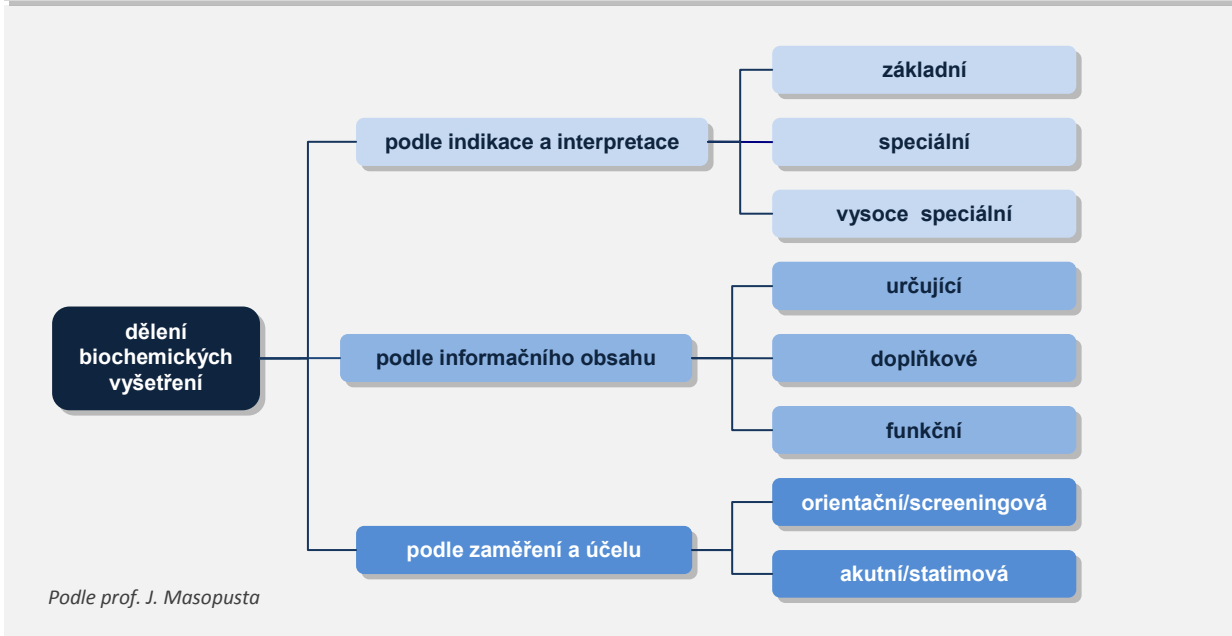 dělení
biochemických
vyšetření
podle indikace a interpretace
základní
speciální
vysoce speciální
podle informačního obsahu
určující
doplňkové
funkční
podle zaměření a účelu
orientační/screeningová
akutní/statimová
Podle prof. J. Masopusta